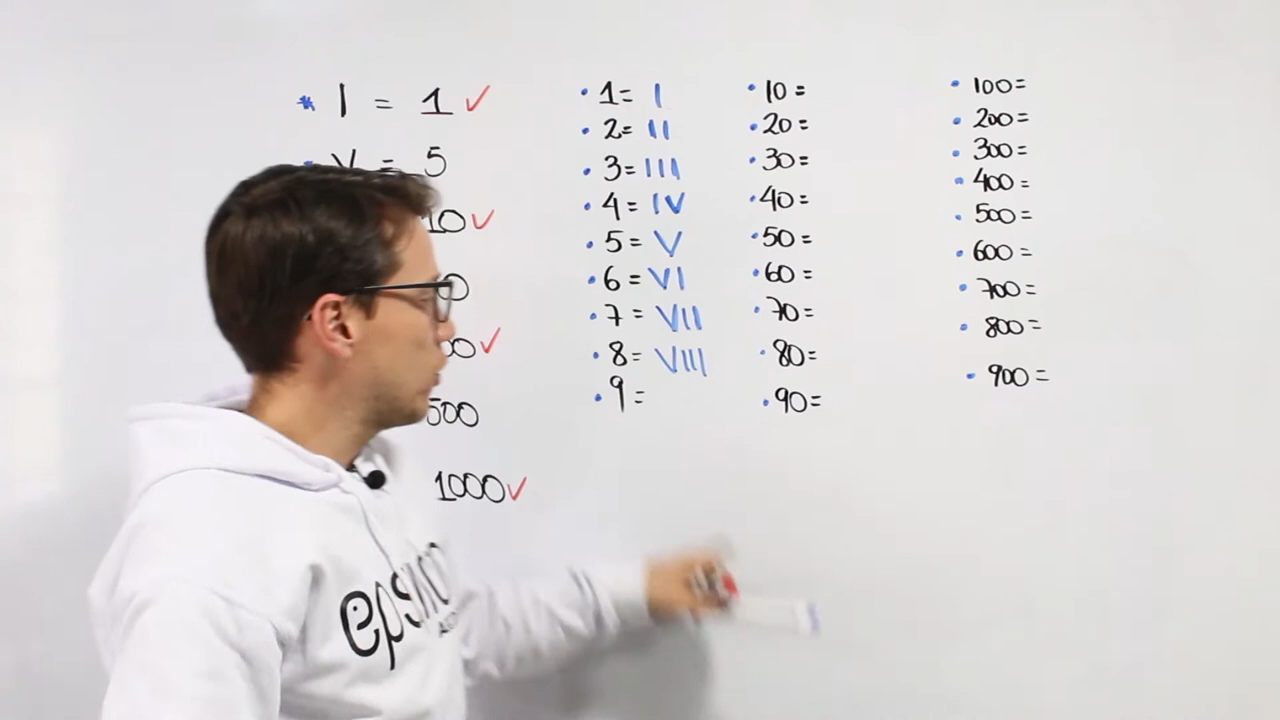 * I = 1 ✓
V = 5
10 ✓
0
00 ✓
500
1000 ✓
• 1= I
• 2= II
• 3= III
• 4= IV
• 5= V
• 6= VI
• 7= VII
• 8= VIII
• 9=
• 10=
• 20=
• 30=
• 40=
• 50=
• 60=
• 70=
• 80=
• 90=
• 100=
• 200=
• 300=
• 400=
• 500=
• 600=
• 700=
• 800=
• 900=